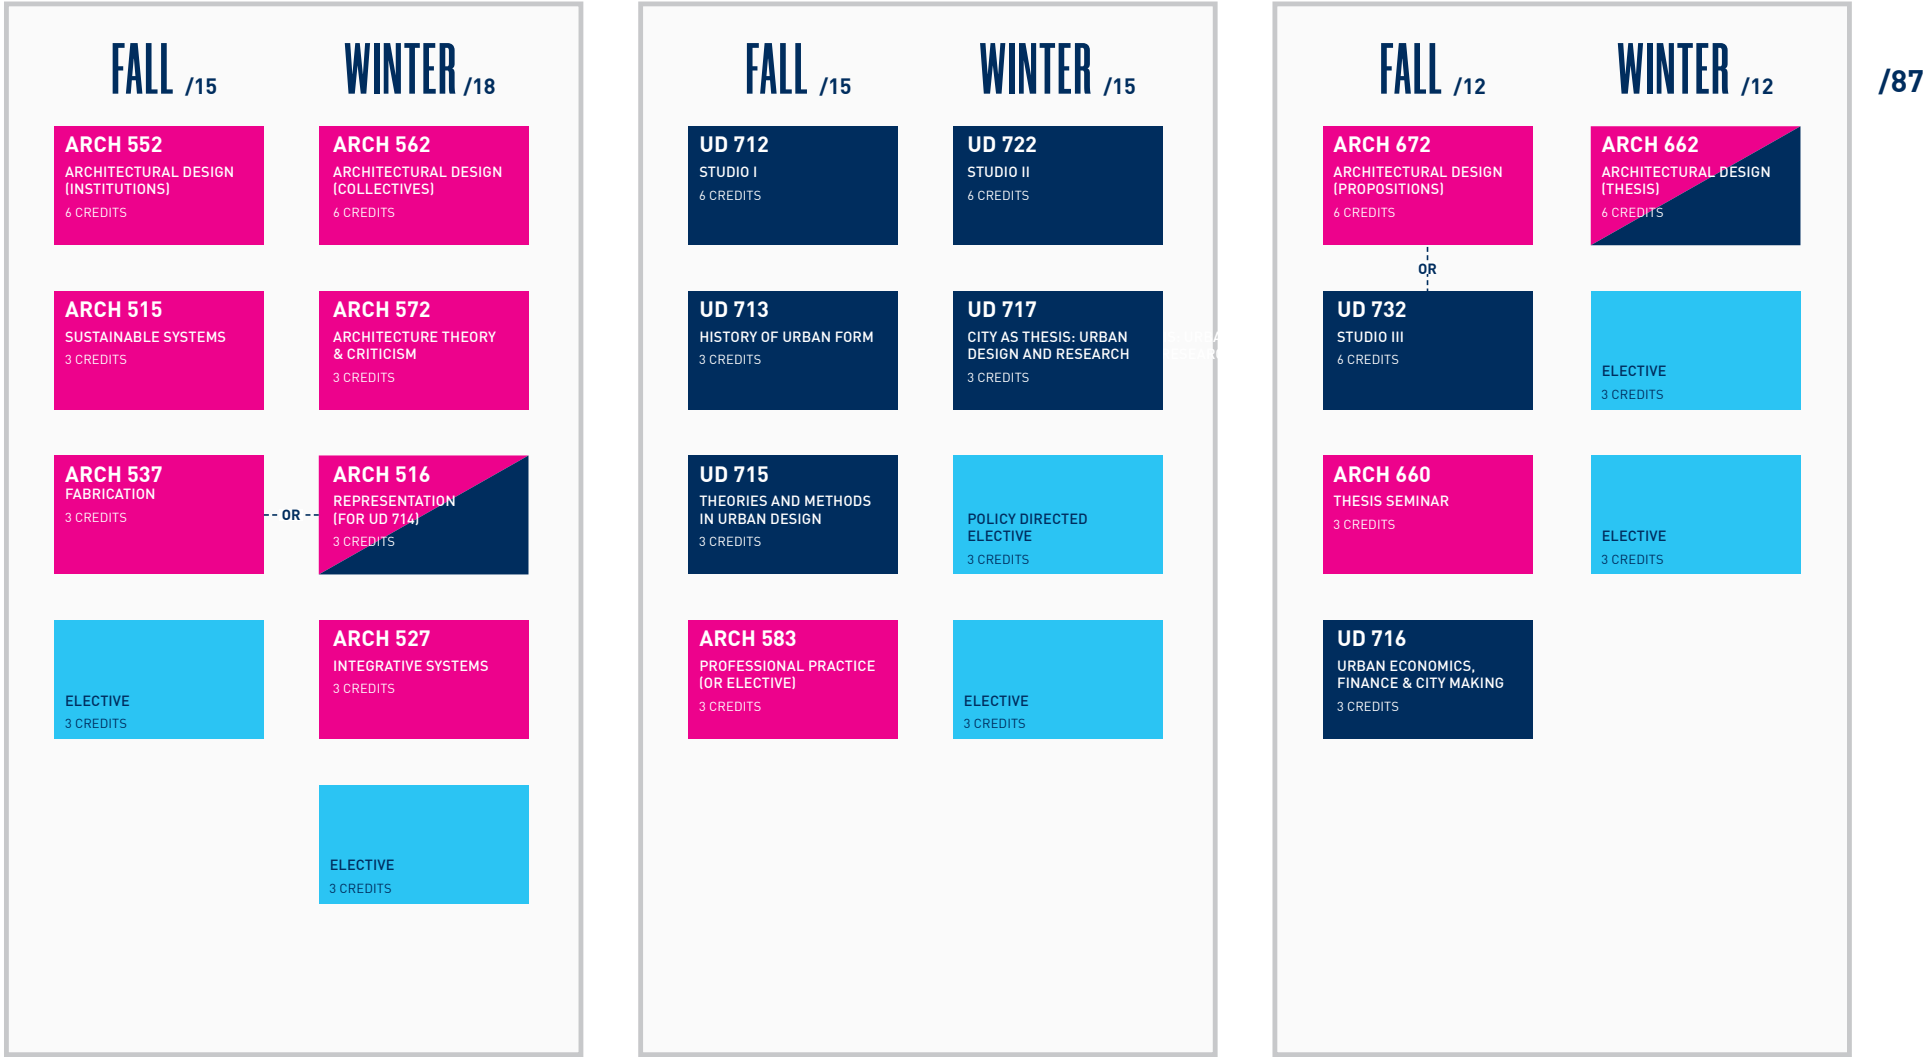 FALL /15
ARCH 552
ARCHITECTURAL DESIGN
(INSTITUTIONS)
6 CREDITS
ARCH 515
SUSTAINABLE SYSTEMS
3 CREDITS
ARCH 537
FABRICATION
3 CREDITS
OR
ELECTIVE
3 CREDITS
WINTER /18
ARCH 562
ARCHITECTURAL DESIGN
(COLLECTIVES)
6 CREDITS
ARCH 572
ARCHITECTURE THEORY
& CRITICISM
3 CREDITS
ARCH 516
REPRESENTATION
(FOR UD 714)
3 CREDITS
ARCH 527
INTEGRATIVE SYSTEMS
3 CREDITS
ELECTIVE
3 CREDITS
FALL /15
UD 712
STUDIO I
6 CREDITS
UD 713
HISTORY OF URBAN FORM
3 CREDITS
UD 715
THEORIES AND METHODS
IN URBAN DESIGN
3 CREDITS
ARCH 583
PROFESSIONAL PRACTICE
(OR ELECTIVE)
3 CREDITS
WINTER /15
UD 722
STUDIO II
6 CREDITS
UD 717
CITY AS THESIS: URBAN
DESIGN AND RESEARCH
3 CREDITS
POLICY DIRECTED
ELECTIVE
3 CREDITS
ELECTIVE
3 CREDITS
FALL /12
ARCH 672
ARCHITECTURAL DESIGN
(PROPOSITIONS)
6 CREDITS
OR
UD 732
STUDIO III
6 CREDITS
ARCH 660
THESIS SEMINAR
3 CREDITS
UD 716
URBAN ECONOMICS,
FINANCE & CITY MAKING
3 CREDITS
WINTER /12
ARCH 662
ARCHITECTURAL DESIGN
(THESIS)
6 CREDITS
ELECTIVE
3 CREDITS
ELECTIVE
3 CREDITS
/87